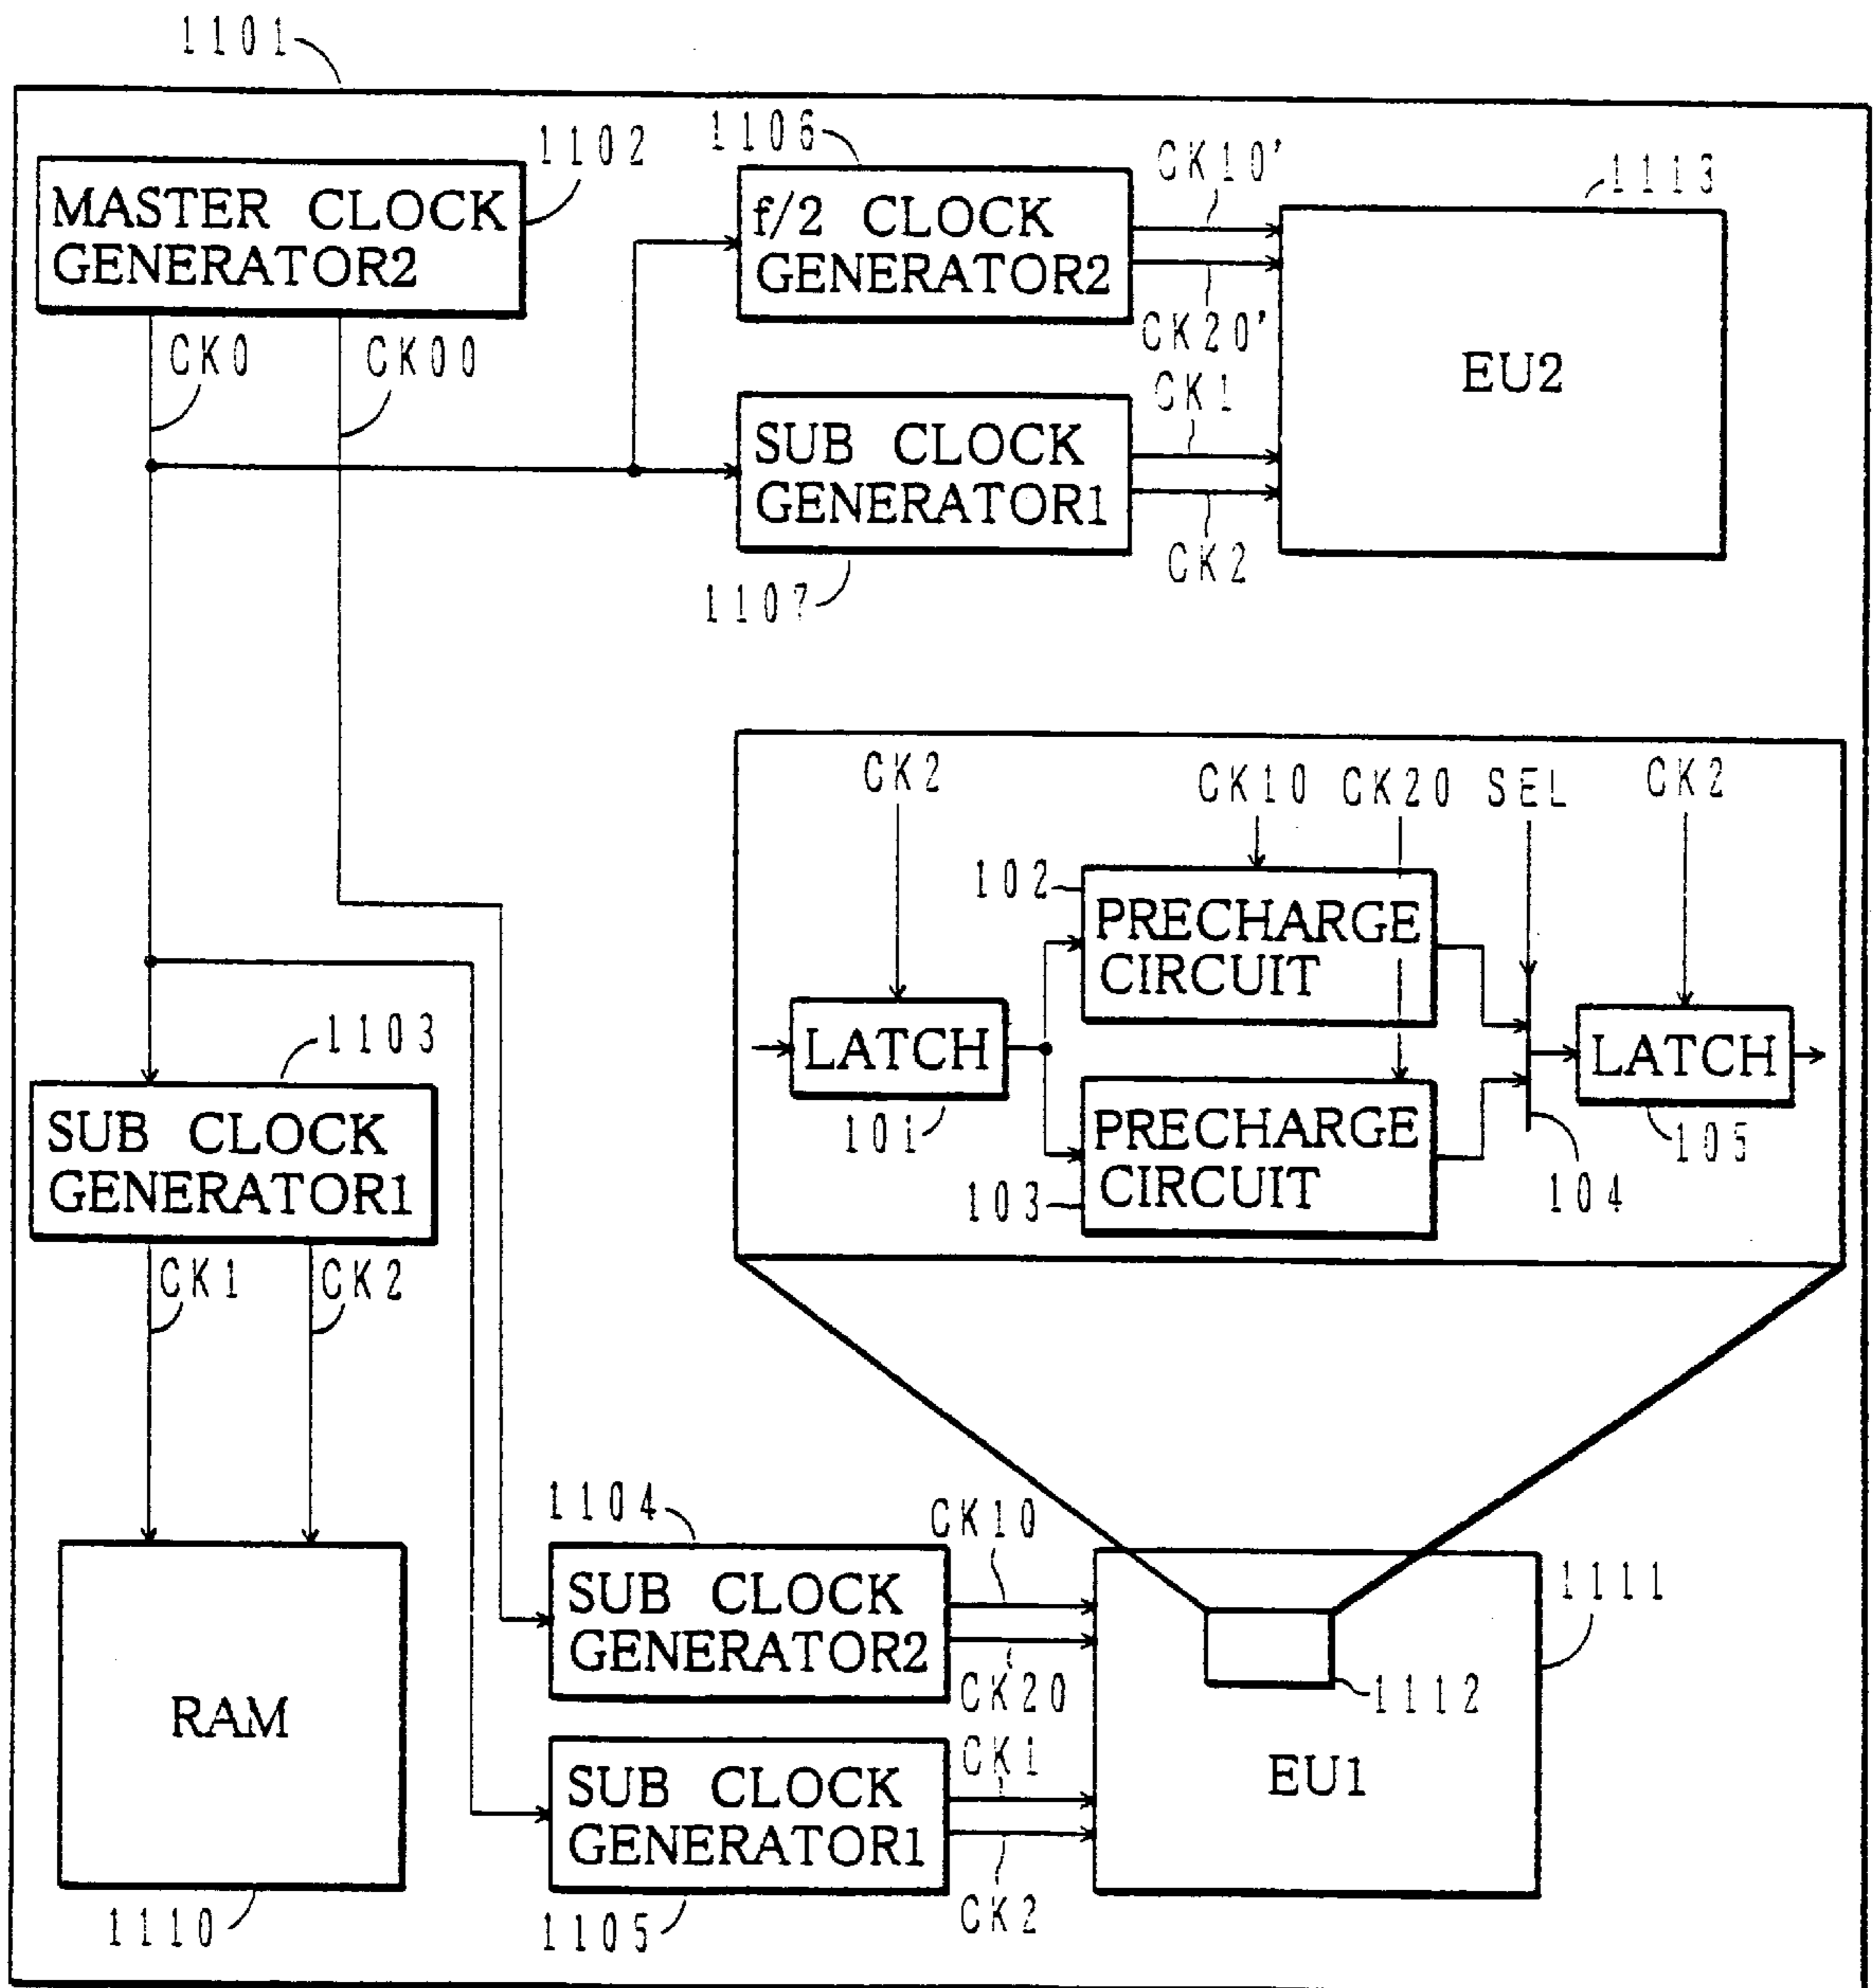 1101
1102
MASTER CLOCK
GENERATOR2
CK0
CK00
1106
f/2 CLOCK
GENERATOR2
CK10'
CK20'
1113
EU2
SUB CLOCK
GENERATOR1
CK1
CK2
1107
CK2
CK10
CK20
SEL
CK2
102
PRECHARGE
CIRCUIT
LATCH
101
PRECHARGE
CIRCUIT
103
104
LATCH
105
1103
SUB CLOCK
GENERATOR1
CK1
CK2
RAM
1110
1104
SUB CLOCK
GENERATOR2
CK10
CK20
SUB CLOCK
GENERATOR1
CK1
CK2
1105
1111
1112
EU1